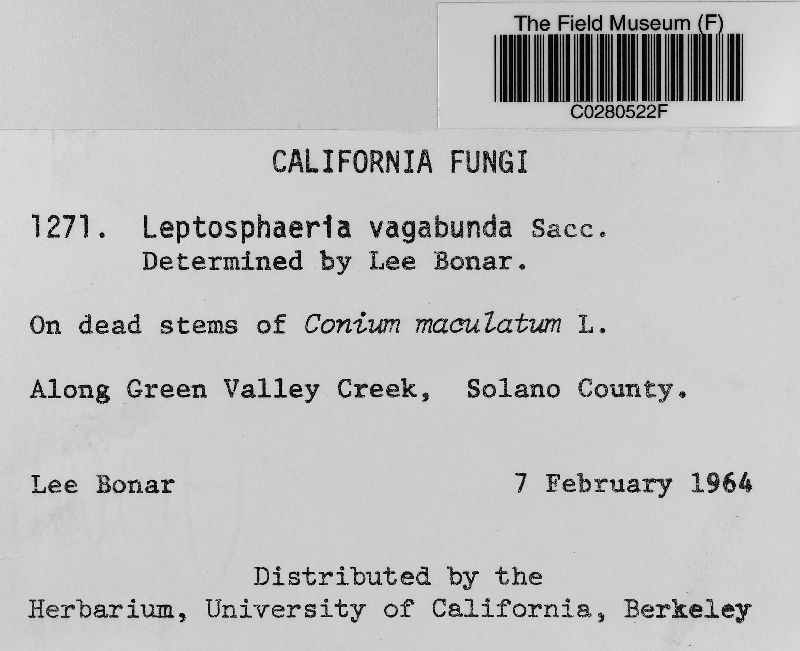 The Field Museum (F)
C0280522F
CALIFORNIA FUNGI
1271. Leptosphaeria vagabunda Sacc.
Determined by Lee Bonar.
On dead stems of Conium maculatum L.
Along Green Valley Creek, Solano County.
Lee Bonar 7 February 1964
Distributed by the
Herbarium, University of California, Berkeley